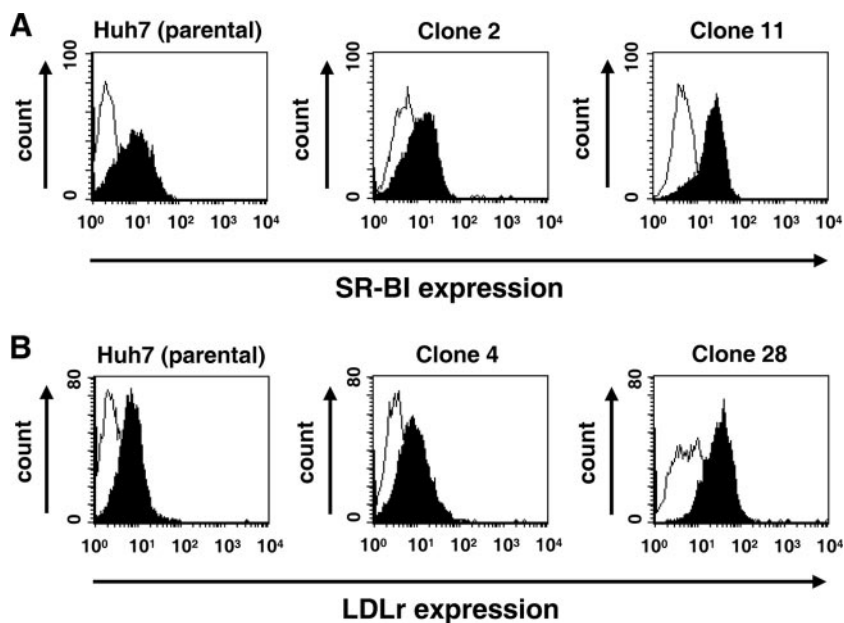 A
Huh7 (parental) Clone 2 Clone 11
count 100 0 count 100 0 count 100 0
10⁰ 10¹ 10² 10³ 10⁴ 10⁰ 10¹ 10² 10³ 10⁴ 10⁰ 10¹ 10² 10³ 10⁴
SR-BI expression
B
Huh7 (parental) Clone 4 Clone 28
count 80 0 count 80 0 count 80 0
10⁰ 10¹ 10² 10³ 10⁴ 10⁰ 10¹ 10² 10³ 10⁴ 10⁰ 10¹ 10² 10³ 10⁴
LDLr expression